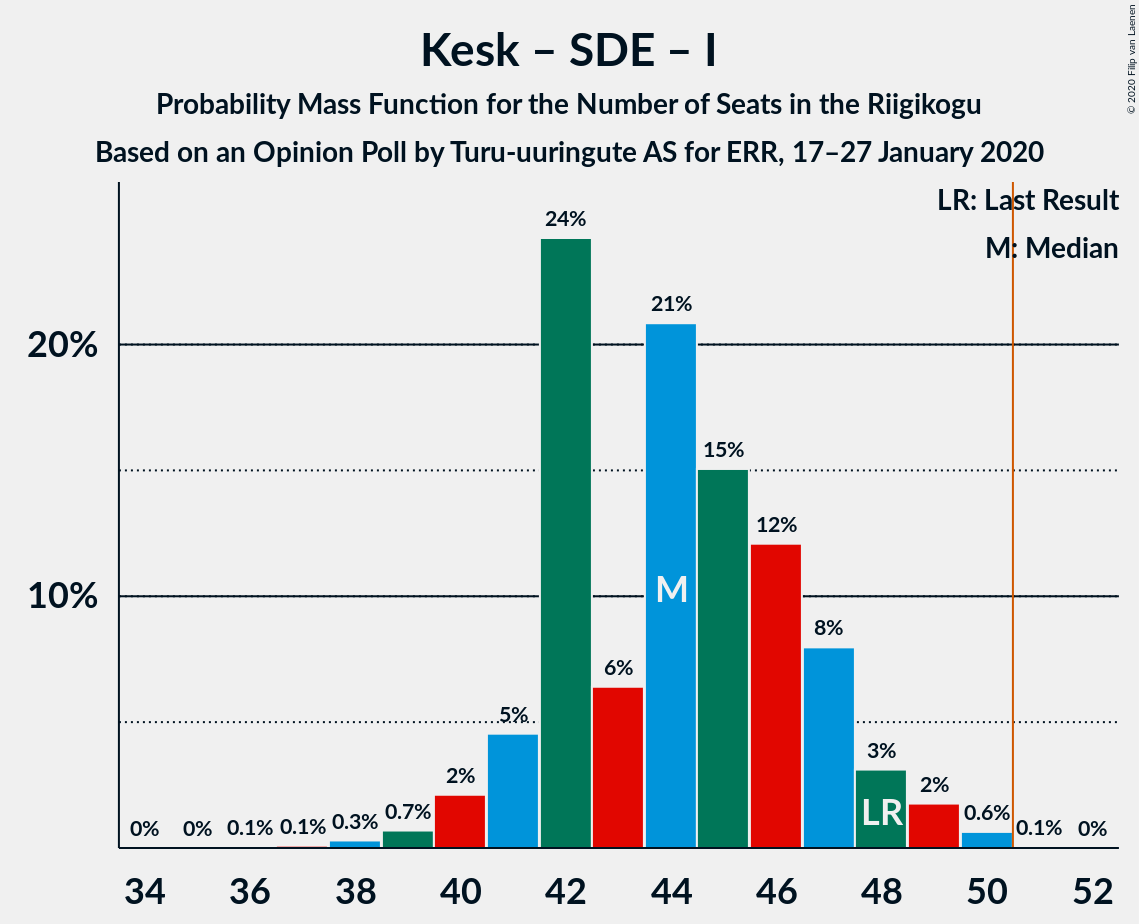 Kesk – SDE – I
Probability Mass Function for the Number of Seats in the Riigikogu
Based on an Opinion Poll by Turu-uuringute AS for ERR, 17–27 January 2020
© 2020 Filip van Laenen
LR: Last Result
M: Median
20%
10%
0% 0% 0.1% 0.1% 0.3% 0.7% 2% 5% 24% 6% 21% 15% 12% 8% 3% 2% 0.6% 0.1% 0%
M
LR
34 36 38 40 42 44 46 48 50 52